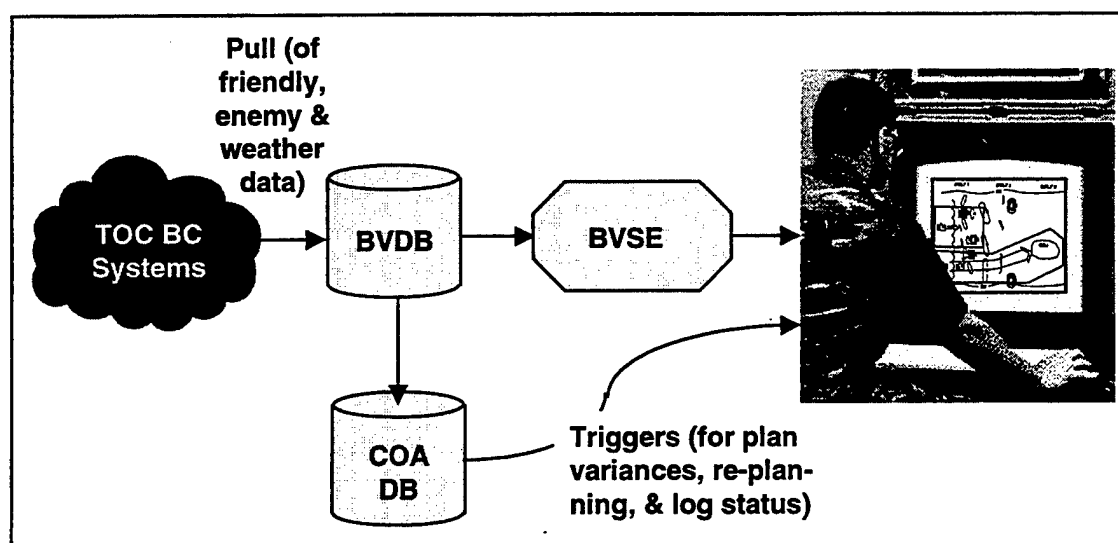 Pull (of
friendly,
enemy &
weather
data)
TOC BC
Systems
BVDB
BVSE
COA
DB
Triggers (for plan
variances, re-plan-
ning, & log status)